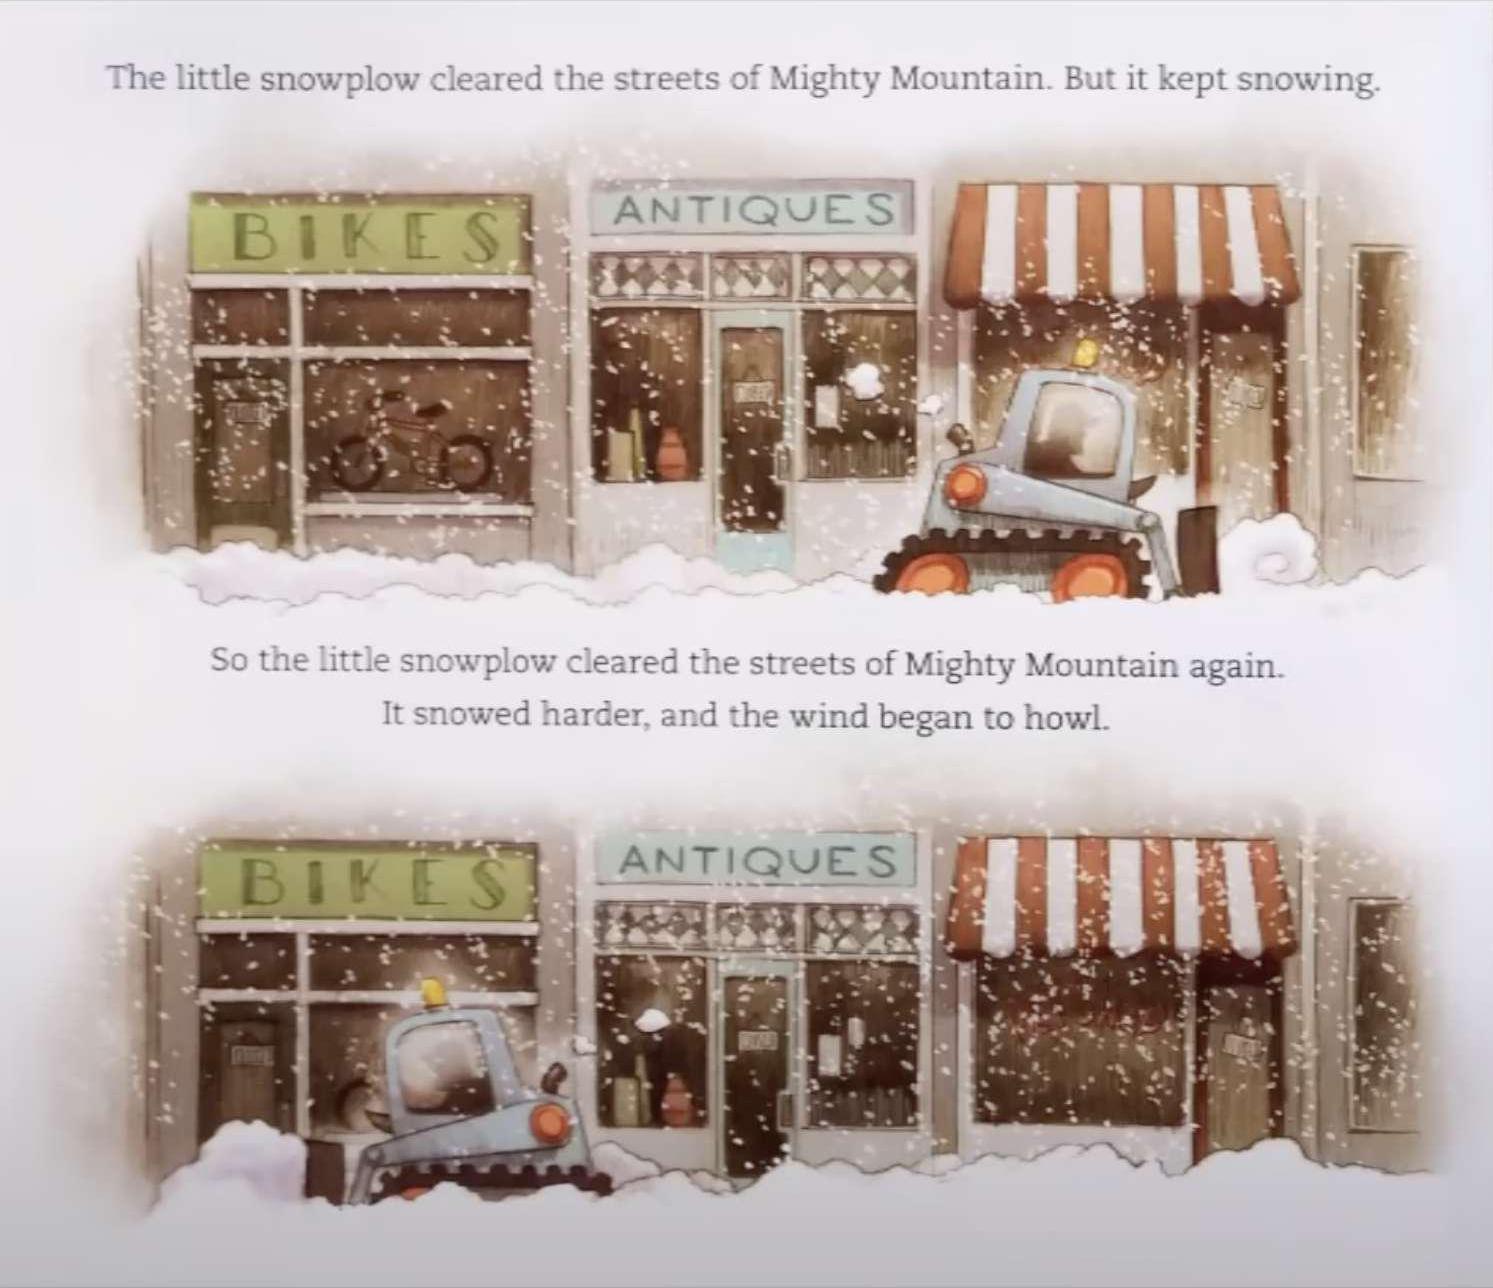 The little snowplow cleared the streets of Mighty Mountain. But it kept snowing.
BIKES
ANTIQUES
So the little snowplow cleared the streets of Mighty Mountain again.
It snowed harder, and the wind began to howl.
BIKES
ANTIQUES